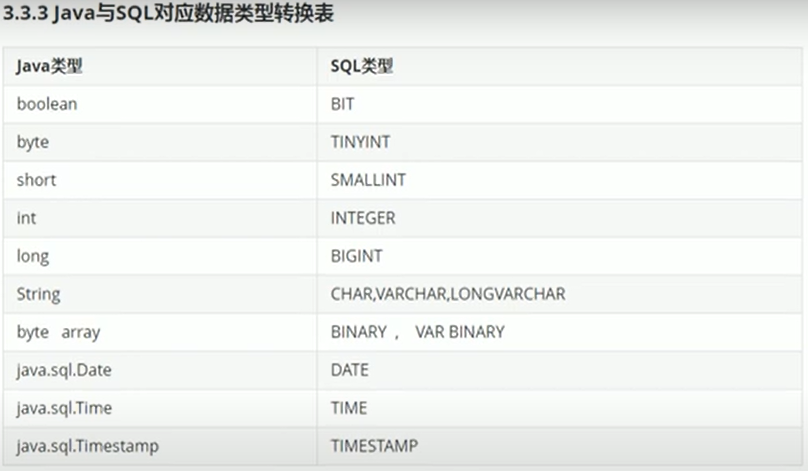 3.3.3 Java与SQL对应数据类型转换表
Java类型 SQL类型
boolean BIT
byte TINYINT
short SMALLINT
int INTEGER
long BIGINT
String CHAR,VARCHAR,LONGVARCHAR
byte array BINARY , VAR BINARY
java.sql.Date DATE
java.sql.Time TIME
java.sql.Timestamp TIMESTAMP